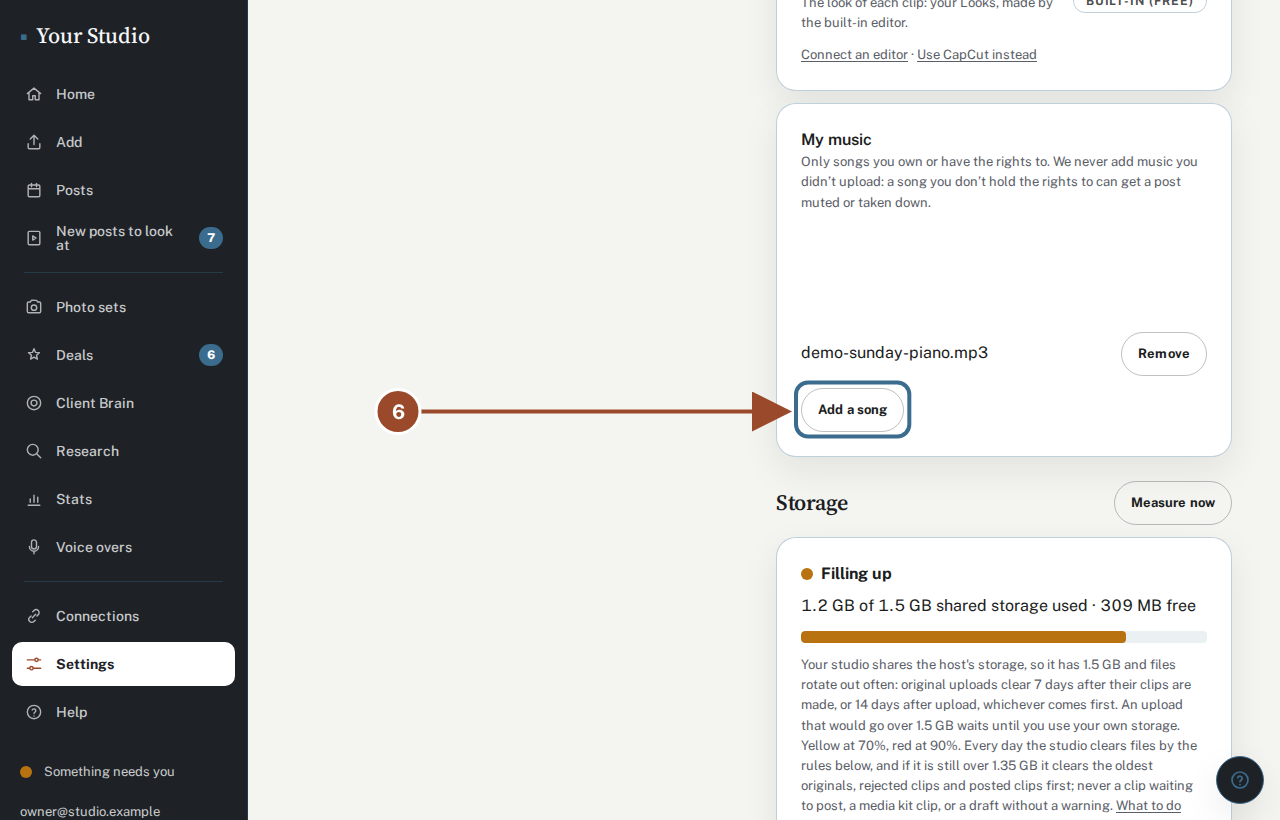 Your Studio
Home
Add
Posts
New posts to look
at
7
Photo sets
Deals
6
Client Brain
Research
Stats
Voice overs
Connections
Settings
Help
Something needs you
owner@studio.example
The look of each clip: your Looks, made by
the built-in editor.
BUILT-IN (FREE)
Connect an editor · Use CapCut instead
My music
Only songs you own or have the rights to. We never add music you
didn’t upload: a song you don’t hold the rights to can get a post
muted or taken down.
demo-sunday-piano.mp3
Remove
6
Add a song
Storage
Measure now
Filling up
1.2 GB of 1.5 GB shared storage used · 309 MB free
Your studio shares the host's storage, so it has 1.5 GB and files
rotate out often: original uploads clear 7 days after their clips are
made, or 14 days after upload, whichever comes first. An upload
that would go over 1.5 GB waits until you use your own storage.
Yellow at 70%, red at 90%. Every day the studio clears files by the
rules below, and if it is still over 1.35 GB it clears the oldest
originals, rejected clips and posted clips first; never a clip waiting
to post, a media kit clip, or a draft without a warning. What to do